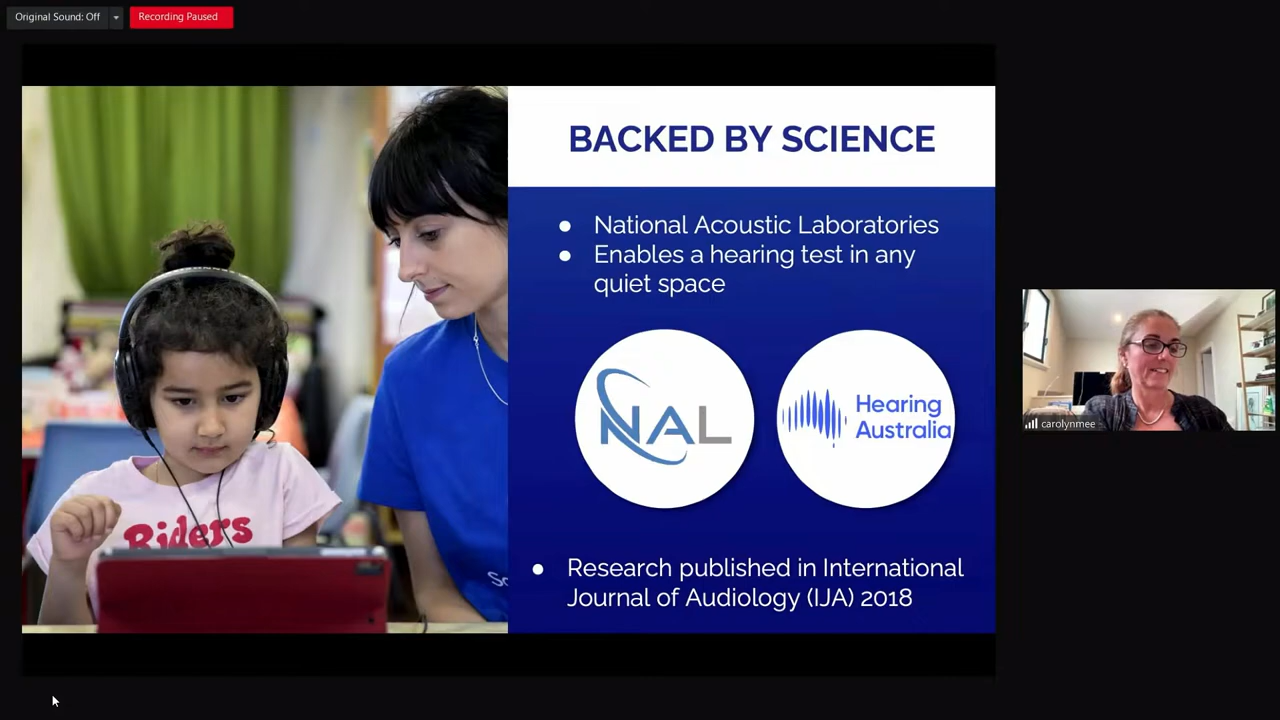 Original Sound: Off
Recording Paused
BACKED BY SCIENCE
● National Acoustic Laboratories
● Enables a hearing test in any
quiet space
NAL
Hearing
Australia
● Research published in International
Journal of Audiology (IJA) 2018
Riders
carolynmee